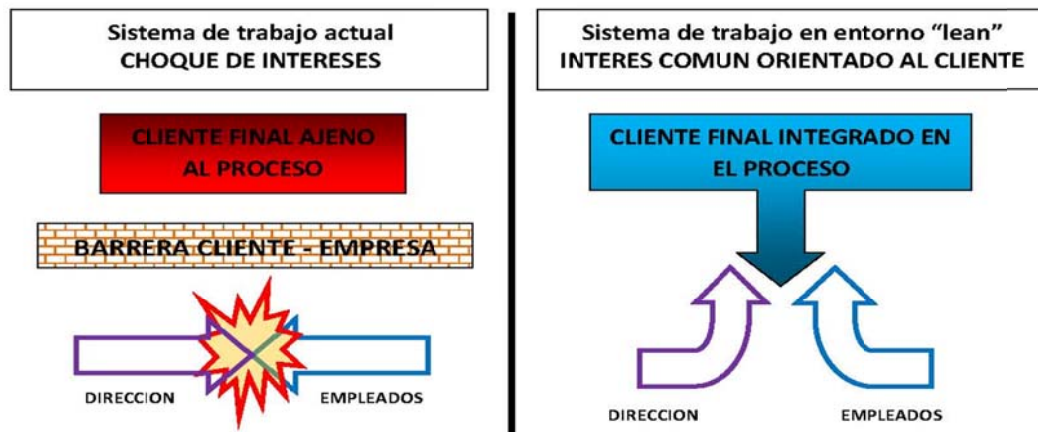 Sistema de trabajo actual
CHOQUE DE INTERESES
CLIENTE FINAL AJENO
AL PROCESO
BARRERA CLIENTE - EMPRESA
DIRECCION
EMPLEADOS
Sistema de trabajo en entorno “lean”
INTERES COMUN ORIENTADO AL CLIENTE
CLIENTE FINAL INTEGRADO EN
EL PROCESO
DIRECCION
EMPLEADOS